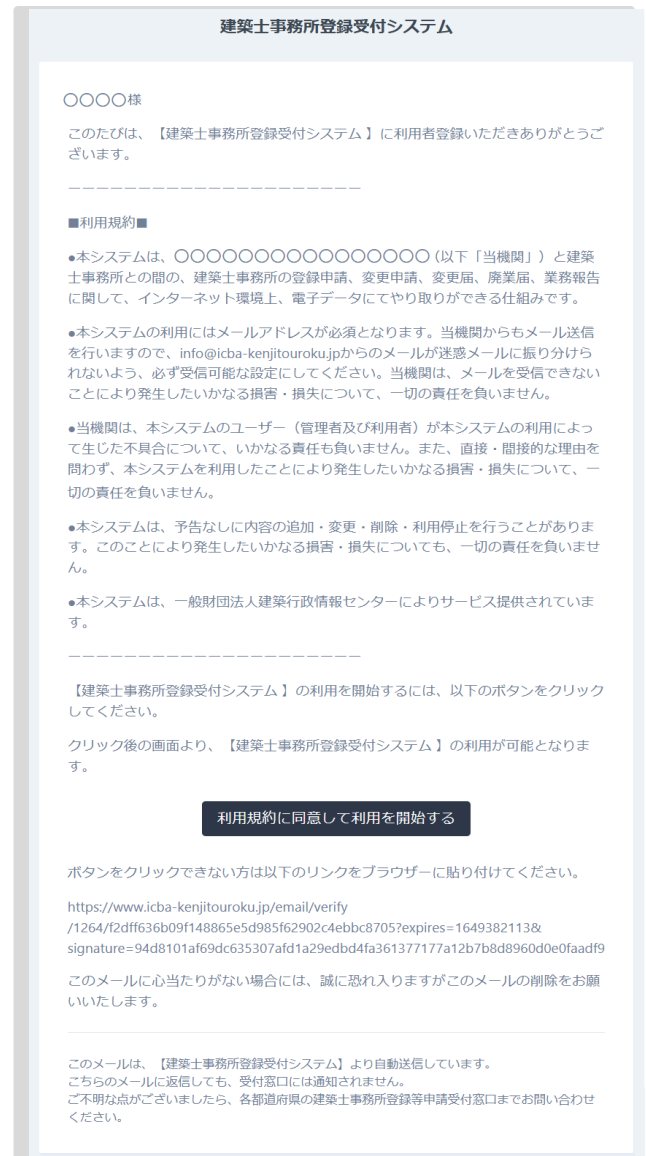 建築士事務所登録受付システム
〇〇〇〇様
このたびは、【建築士事務所登録受付システム 】に利用者登録いただきありがとうご
ざいます。
ーーーーーーーーーーーーーーーーーーーーー
■利用規約■
●本システムは、〇〇〇〇〇〇〇〇〇〇〇〇〇〇〇〇(以下「当機関」）と建築
士事務所との間の、建築士事務所の登録申請、変更申請、変更届、廃業届、業務報告
に関して、インターネット環境上、電子データにてやり取りができる仕組みです。
●本システムの利用にはメールアドレスが必須となります。当機関からもメール送信
を行いますので、info@icba-kenjitouroku.jpからのメールが迷惑メールに振り分けら
れないよう、必ず受信可能な設定にしてください。当機関は、メールを受信できない
ことにより発生したいかなる損害・損失について、一切の責任を負いません。
●当機関は、本システムのユーザー（管理者及び利用者）が本システムの利用によっ
て生じた不具合について、いかなる責任も負いません。また、直接・間接的な理由を
問わず、本システムを利用したことにより発生したいかなる損害・損失について、一
切の責任を負いません。
●本システムは、予告なしに内容の追加・変更・削除・利用停止を行うことがありま
す。このことにより発生したいかなる損害・損失についても、一切の責任を負いませ
ん。
●本システムは、一般財団法人建築行政情報センターによりサービス提供されていま
す。
ーーーーーーーーーーーーーーーーーーーーー
【建築士事務所登録受付システム 】の利用を開始するには、以下のボタンをクリック
してください。
クリック後の画面より、【建築士事務所登録受付システム 】の利用が可能となりま
す。
利用規約に同意して利用を開始する
ボタンをクリックできない方は以下のリンクをブラウザーに貼り付けてください。
https://www.icba-kenjitouroku.jp/email/verify
/1264/f2dff636b09f148865e5d985f62902c4ebbc8705?expires=1649382113&
signature=94d8101af69dc635307afd1a29edbd4fa361377177a12b7b8d8960d0e0faadf9
このメールに心当たりがない場合には、誠に恐れ入りますがこのメールの削除をお願
いいたします。
このメールは、【建築士事務所登録受付システム】より自動送信しています。
こちらのメールに返信しても、受付窓口には通知されません。
ご不明な点がございましたら、各都道府県の建築士事務所登録等申請受付窓口までお問い合わせ
ください。